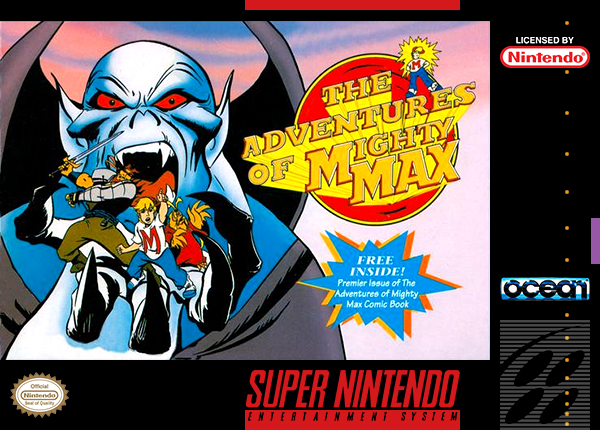 LICENSED BY
Nintendo
THE
ADVENTURES
OF MIGHTY
MAX
M
M
FREE
INSIDE!
Premier Issue of The
Adventures of Mighty
Max Comic Book
ocean
Official
Nintendo
Seal of Quality
SUPER NINTENDO
ENTERTAINMENT SYSTEM